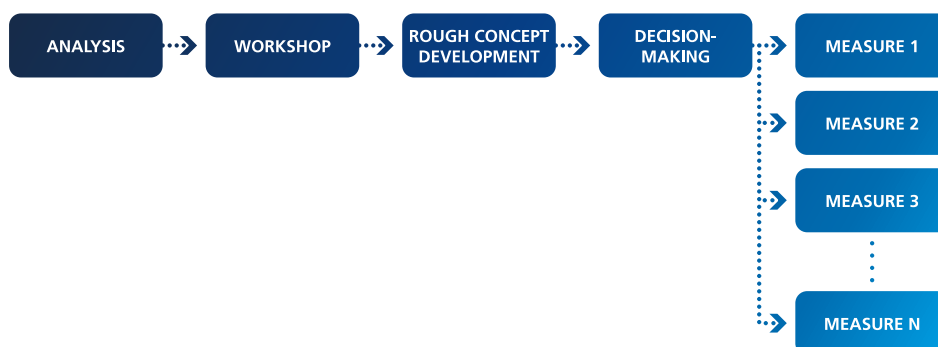 ANALYSIS
WORKSHOP
ROUGH CONCEPT
DEVELOPMENT
DECISION-
MAKING
MEASURE 1
MEASURE 2
MEASURE 3
MEASURE N